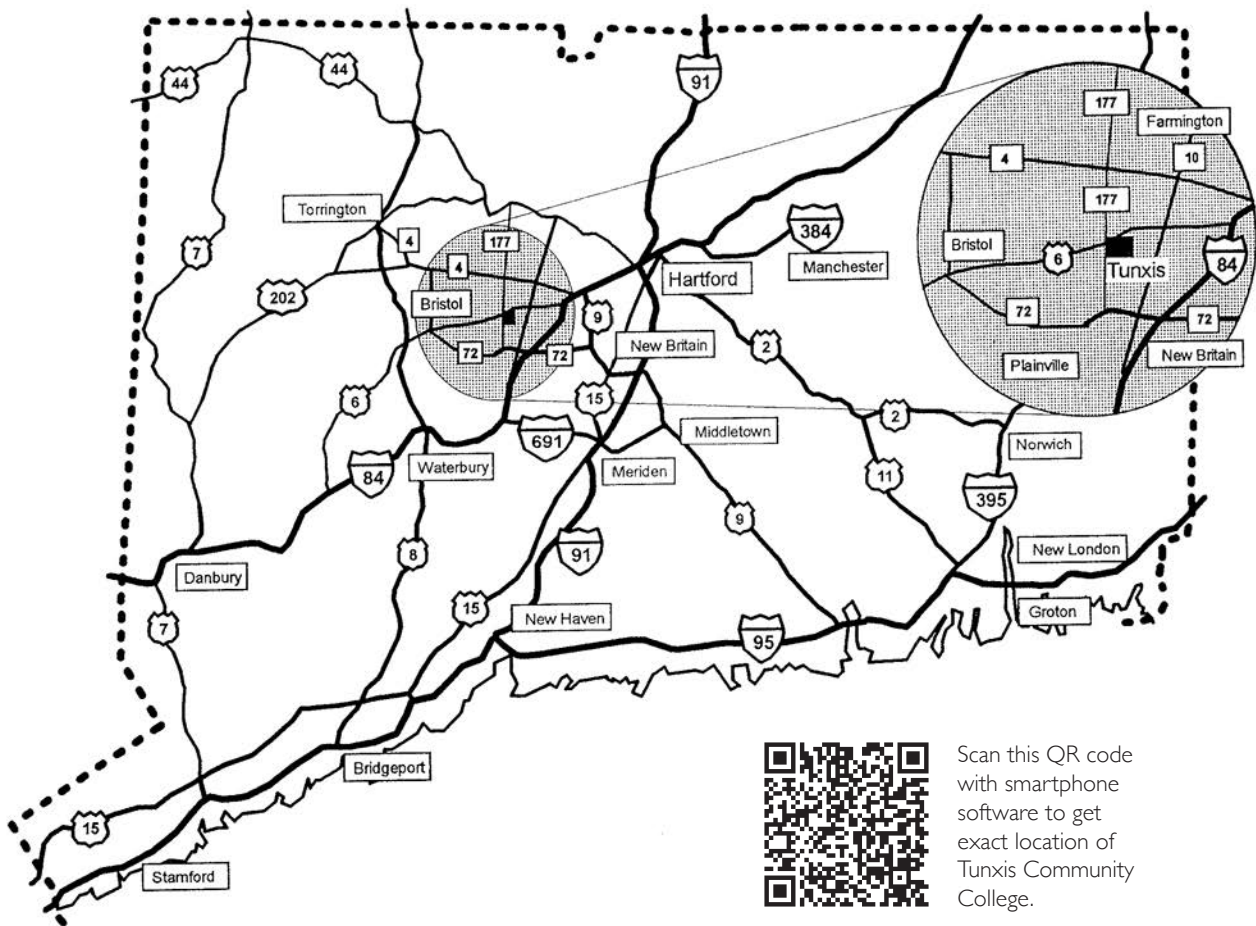 44
44
91
177
Farmington
4
10
177
Torrington
4
177
384
7
4
Manchester
Bristol
6
84
202
Hartford
Tunxis
Bristol
9
72
72
2
New Britain
72
72
New Britain
Plainville
6
15
2
Middletown
691
Norwich
84
Waterbury
Meriden
11
395
9
8
91
New London
Danbury
15
Groton
7
New Haven
95
Bridgeport
15
Stamford
Scan this QR code
with smartphone
software to get
exact location of
Tunxis Community
College.